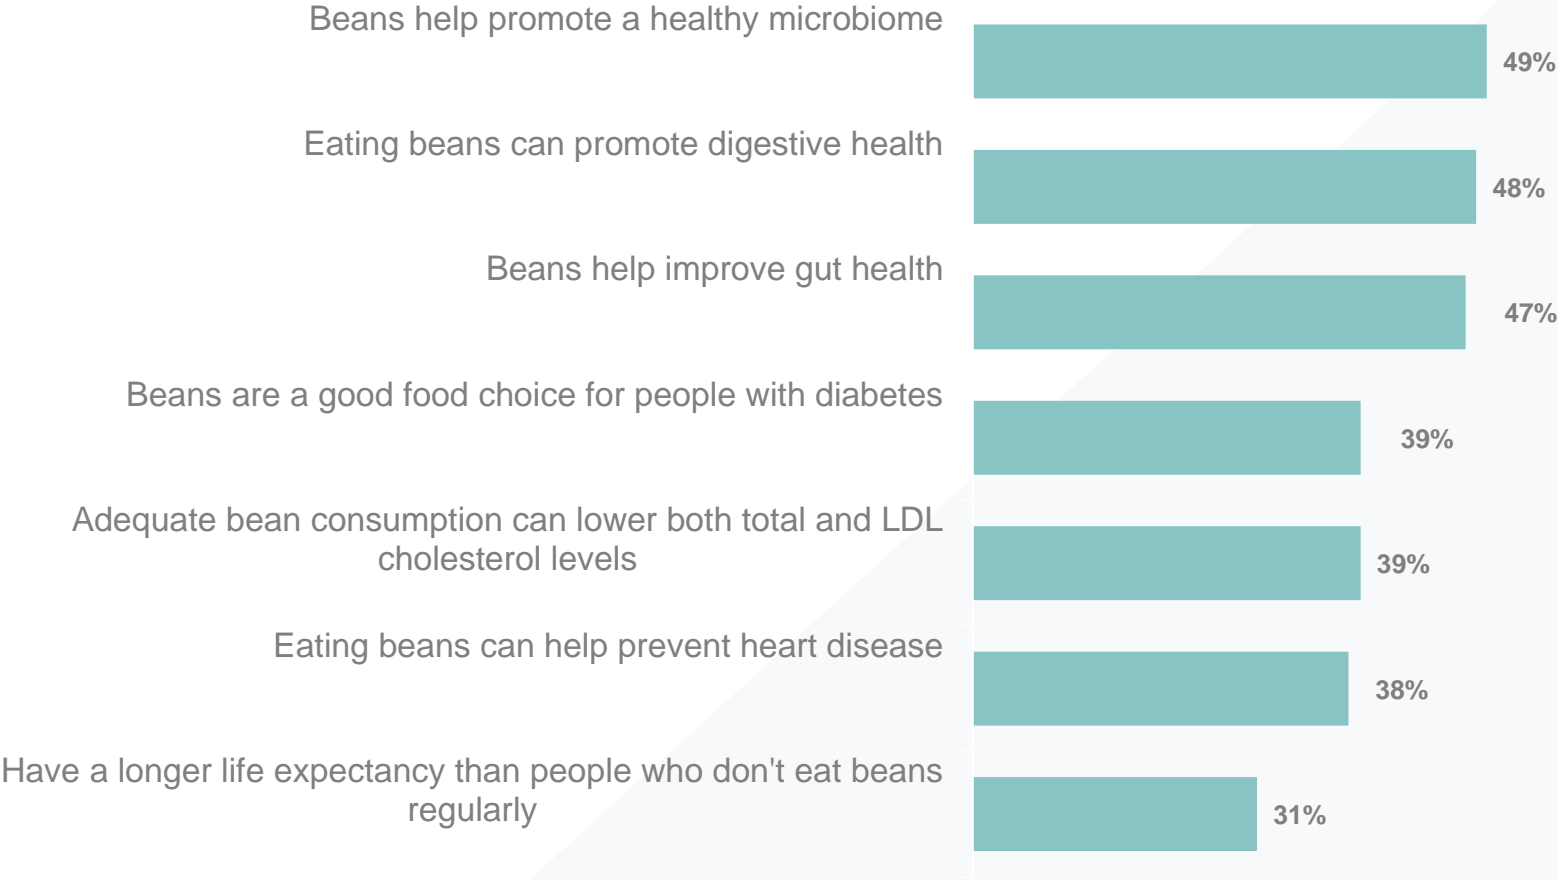 Beans help promote a healthy microbiome
49%
Eating beans can promote digestive health
48%
Beans help improve gut health
47%
Beans are a good food choice for people with diabetes
39%
Adequate bean consumption can lower both total and LDL
cholesterol levels
39%
Eating beans can help prevent heart disease
38%
Have a longer life expectancy than people who don't eat beans
regularly
31%